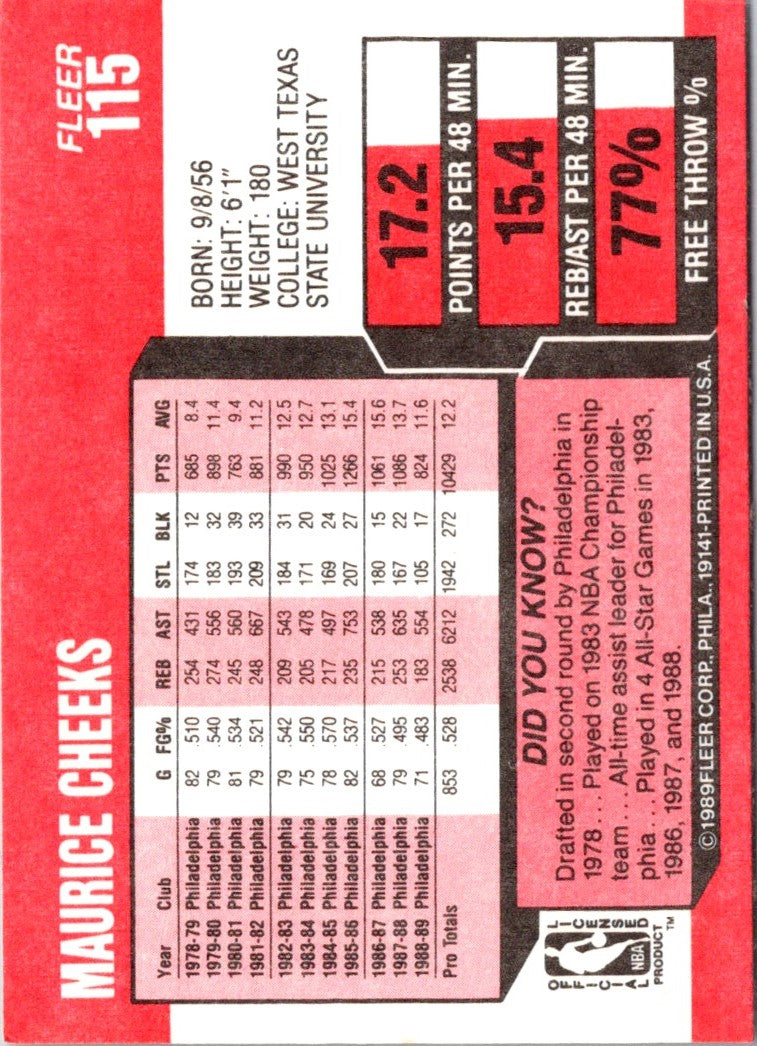 MAURICE CHEEKS
FLEER
115
BORN: 9/8/56
HEIGHT: 6'1"
WEIGHT: 180
COLLEGE: WEST TEXAS
STATE UNIVERSITY
Year Club G FG% REB AST STL BLK PTS AVG
1978-79 Philadelphia 82 .510 254 431 174 12 685 8.4
1979-80 Philadelphia 79 .540 274 556 183 32 898 11.4
1980-81 Philadelphia 81 .534 245 560 193 39 763 9.4
1981-82 Philadelphia 79 .521 248 667 209 33 881 11.2
1982-83 Philadelphia 79 .542 209 543 184 31 990 12.5
1983-84 Philadelphia 75 .550 205 478 171 20 950 12.7
1984-85 Philadelphia 78 .570 217 497 169 24 1025 13.1
1985-86 Philadelphia 82 .537 235 753 207 27 1266 15.4
1986-87 Philadelphia 68 .527 215 538 180 15 1061 15.6
1987-88 Philadelphia 79 .495 253 635 167 22 1086 13.7
1988-89 Philadelphia 71 .483 183 554 105 17 824 11.6
Pro Totals 853 .528 2538 6212 1942 272 10429 12.2
17.2
POINTS PER 48 MIN.
15.4
REB/AST PER 48 MIN.
77%
FREE THROW %
DID YOU KNOW?
Drafted in second round by Philadelphia in
1978 . . . Played on 1983 NBA Championship
team . . . All-time assist leader for Philadel-
phia . . . Played in 4 All-Star Games in 1983,
1986, 1987, and 1988.
OFFICIAL
LICENSED
NBA
PRODUCT™
©1989FLEER CORP., PHILA., 19141-PRINTED IN U.S.A.